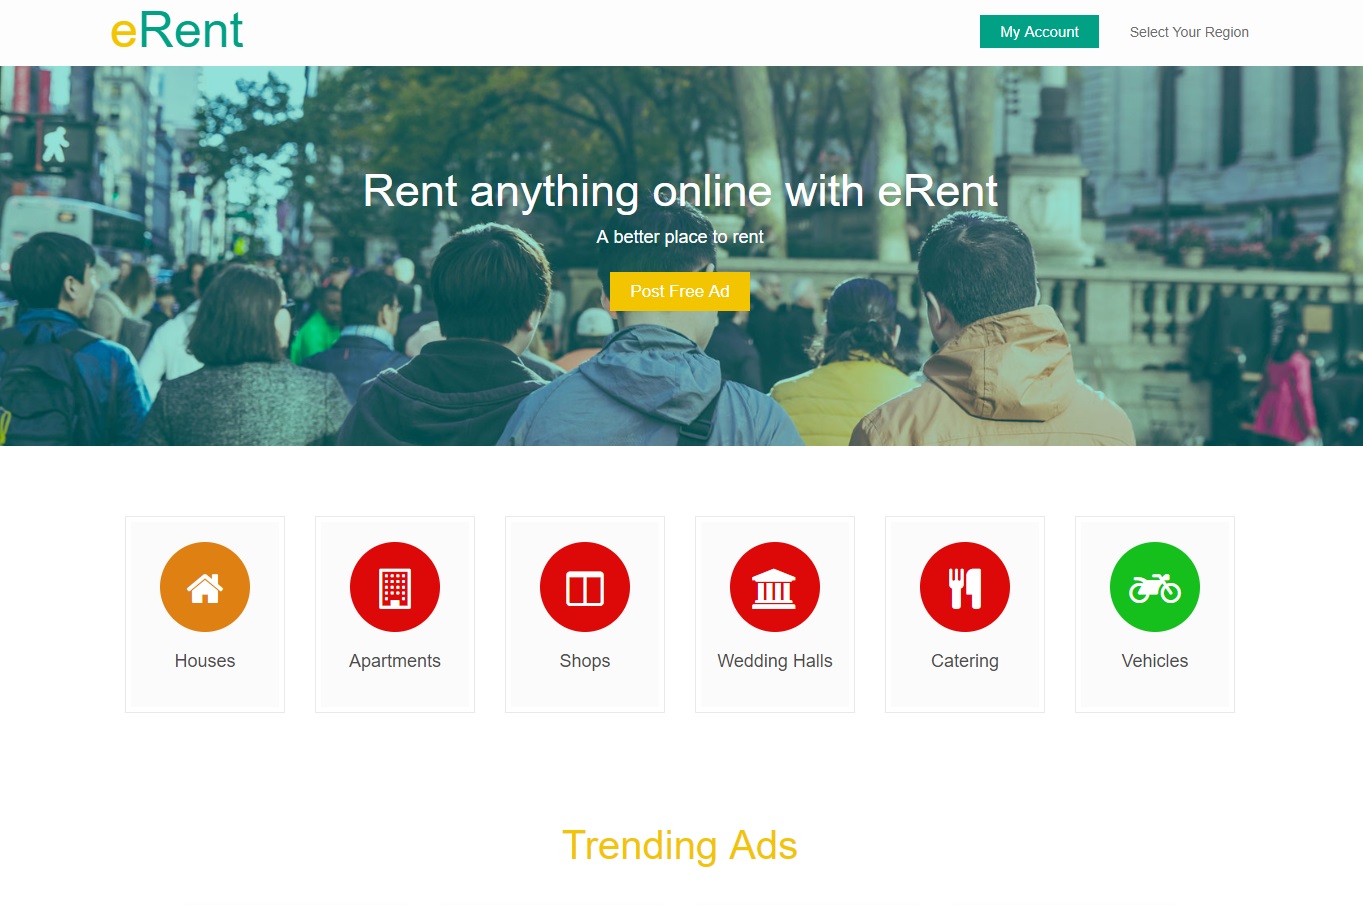 eRent
My Account
Select Your Region
Rent anything online with eRent
A better place to rent
Post Free Ad
Houses
Apartments
Shops
Wedding Halls
Catering
Vehicles
Trending Ads